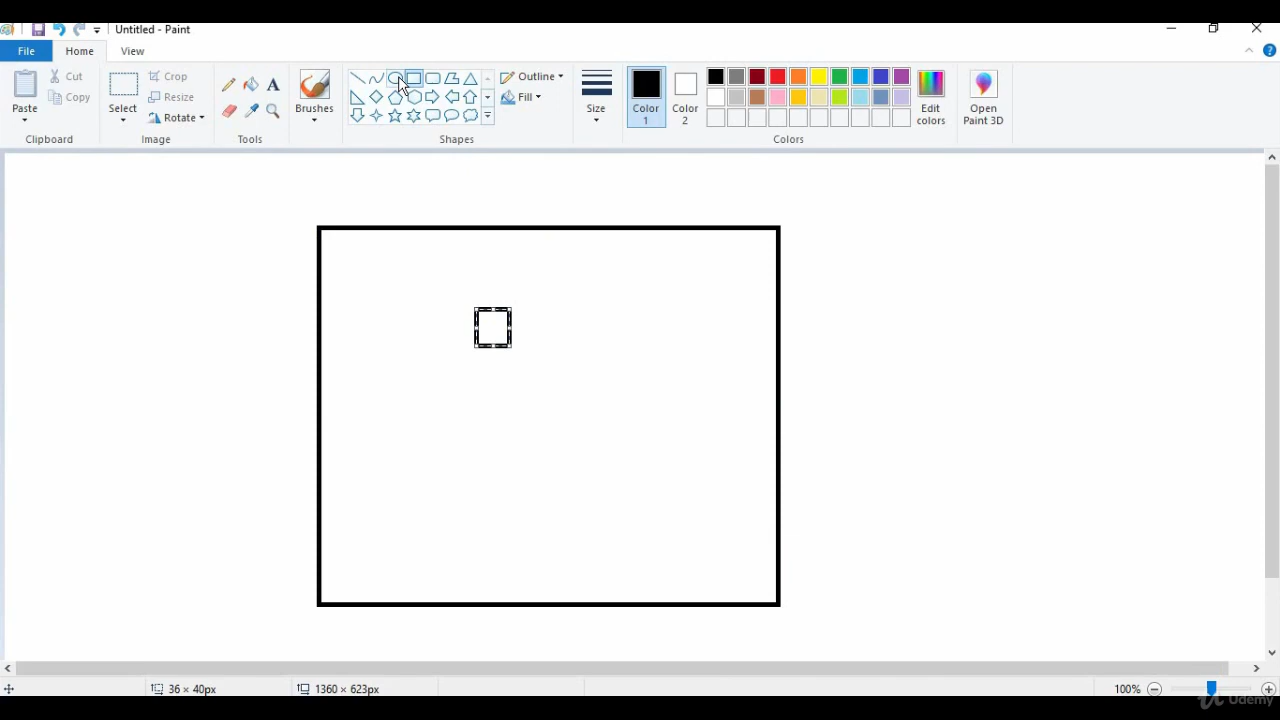 Untitled - Paint
File
Home
View
Paste
Cut
Copy
Clipboard
Select
Crop
Resize
Rotate
Image
A
Tools
Brushes
Shapes
Outline
Fill
Size
Color
1
Color
2
Edit
colors
Colors
Open
Paint 3D
36 × 40px
1360 × 623px
100%
Udemy